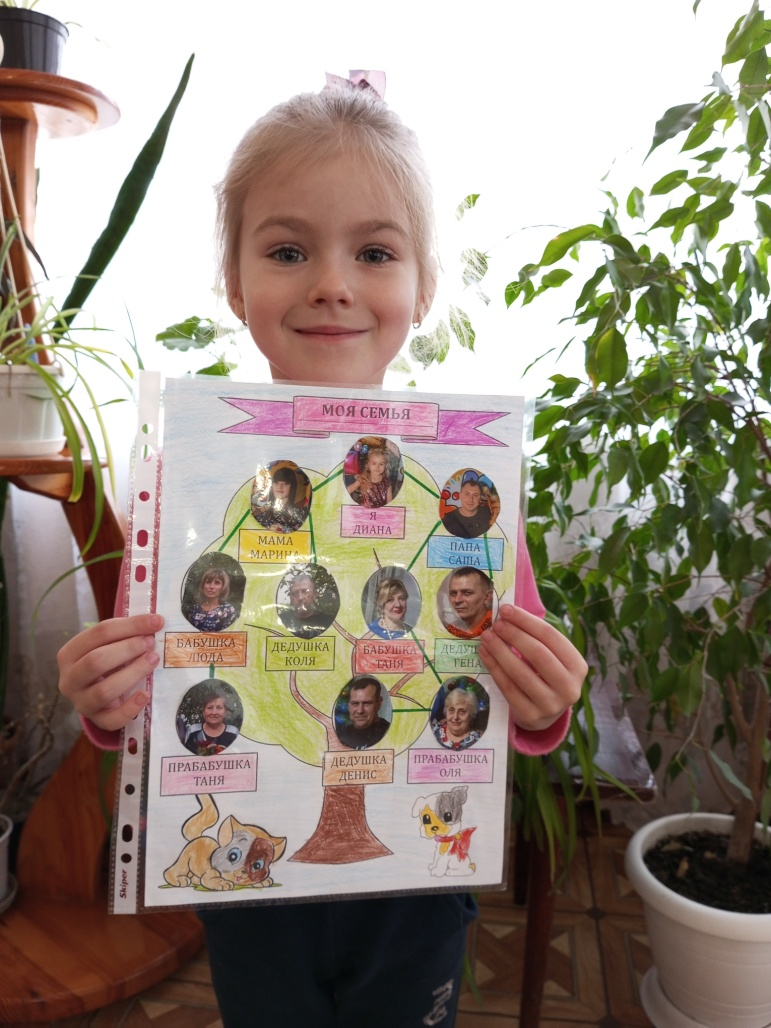 МОЯ СЕМЬЯ
Я
ДИАНА
МАМА
МАРИНА
ПАПА
САША
БАБУШКА
ЛЮДА
ДЕДУШКА
КОЛЯ
БАБУШКА
ТАНЯ
ДЕДУШ
ГЕНА
ПРАБАБУШКА
ТАНЯ
ДЕДУШКА
ДЕНИС
ПРАБАБУШКА
ОЛЯ
Skiper